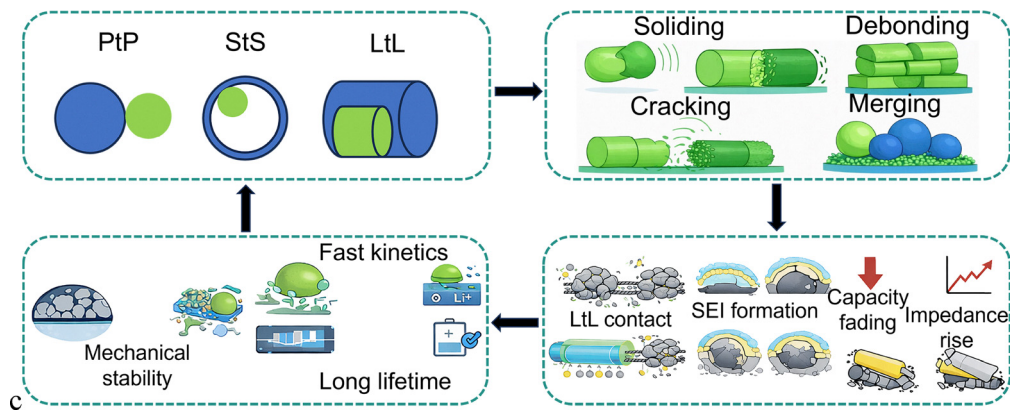 PtP StS LtL
Soliding Debonding
Cracking Merging
Fast kinetics
Li+
Mechanical
stability
Long lifetime
LtL contact
SEI formation
Capacity
fading
Impedance
rise
c